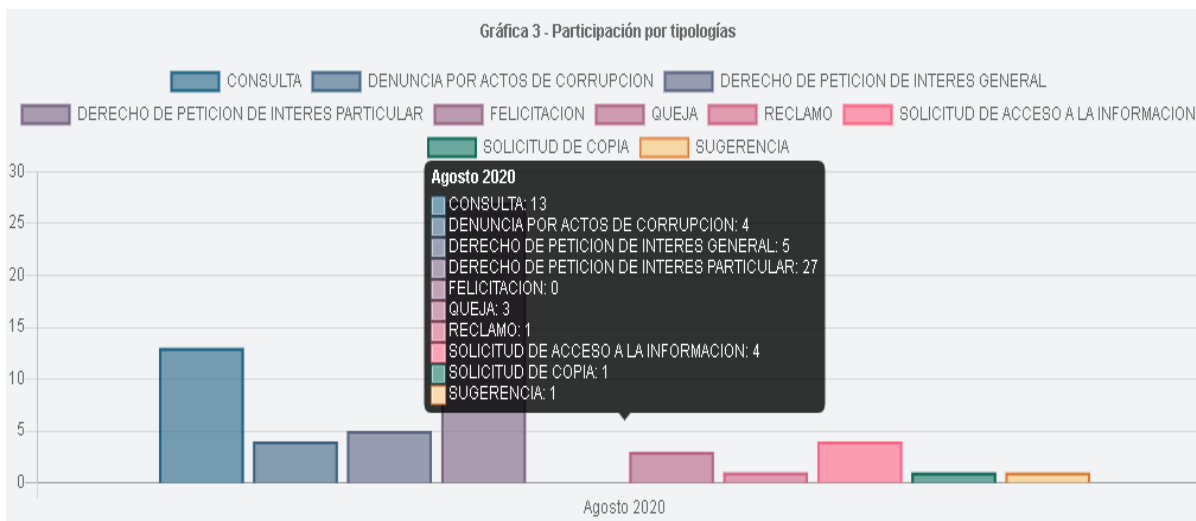 Gráfica 3 - Participación por tipologías
CONSULTA DENUNCIA POR ACTOS DE CORRUPCION DERECHO DE PETICION DE INTERES GENERAL
DERECHO DE PETICION DE INTERES PARTICULAR FELICITACION QUEJA RECLAMO SOLICITUD DE ACCESO A LA INFORMACION
SOLICITUD DE COPIA SUGERENCIA
30
25
20
15
10
5
0
Agosto 2020
CONSULTA: 13
DENUNCIA POR ACTOS DE CORRUPCION: 4
DERECHO DE PETICION DE INTERES GENERAL: 5
DERECHO DE PETICION DE INTERES PARTICULAR: 27
FELICITACION: 0
QUEJA: 3
RECLAMO: 1
SOLICITUD DE ACCESO A LA INFORMACION: 4
SOLICITUD DE COPIA: 1
SUGERENCIA: 1
Agosto 2020